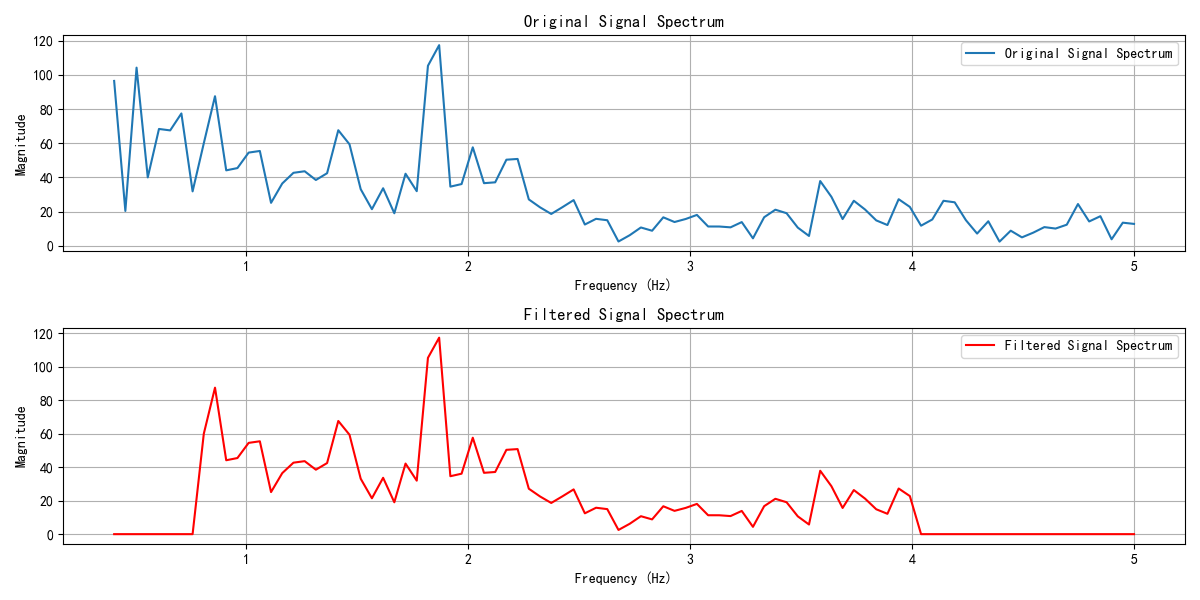 Original Signal Spectrum
120
100
80
60
40
20
0
Magnitude
Original Signal Spectrum
1 2 3 4 5
Frequency (Hz)
Filtered Signal Spectrum
120
100
80
60
40
20
0
Magnitude
Filtered Signal Spectrum
1 2 3 4 5
Frequency (Hz)